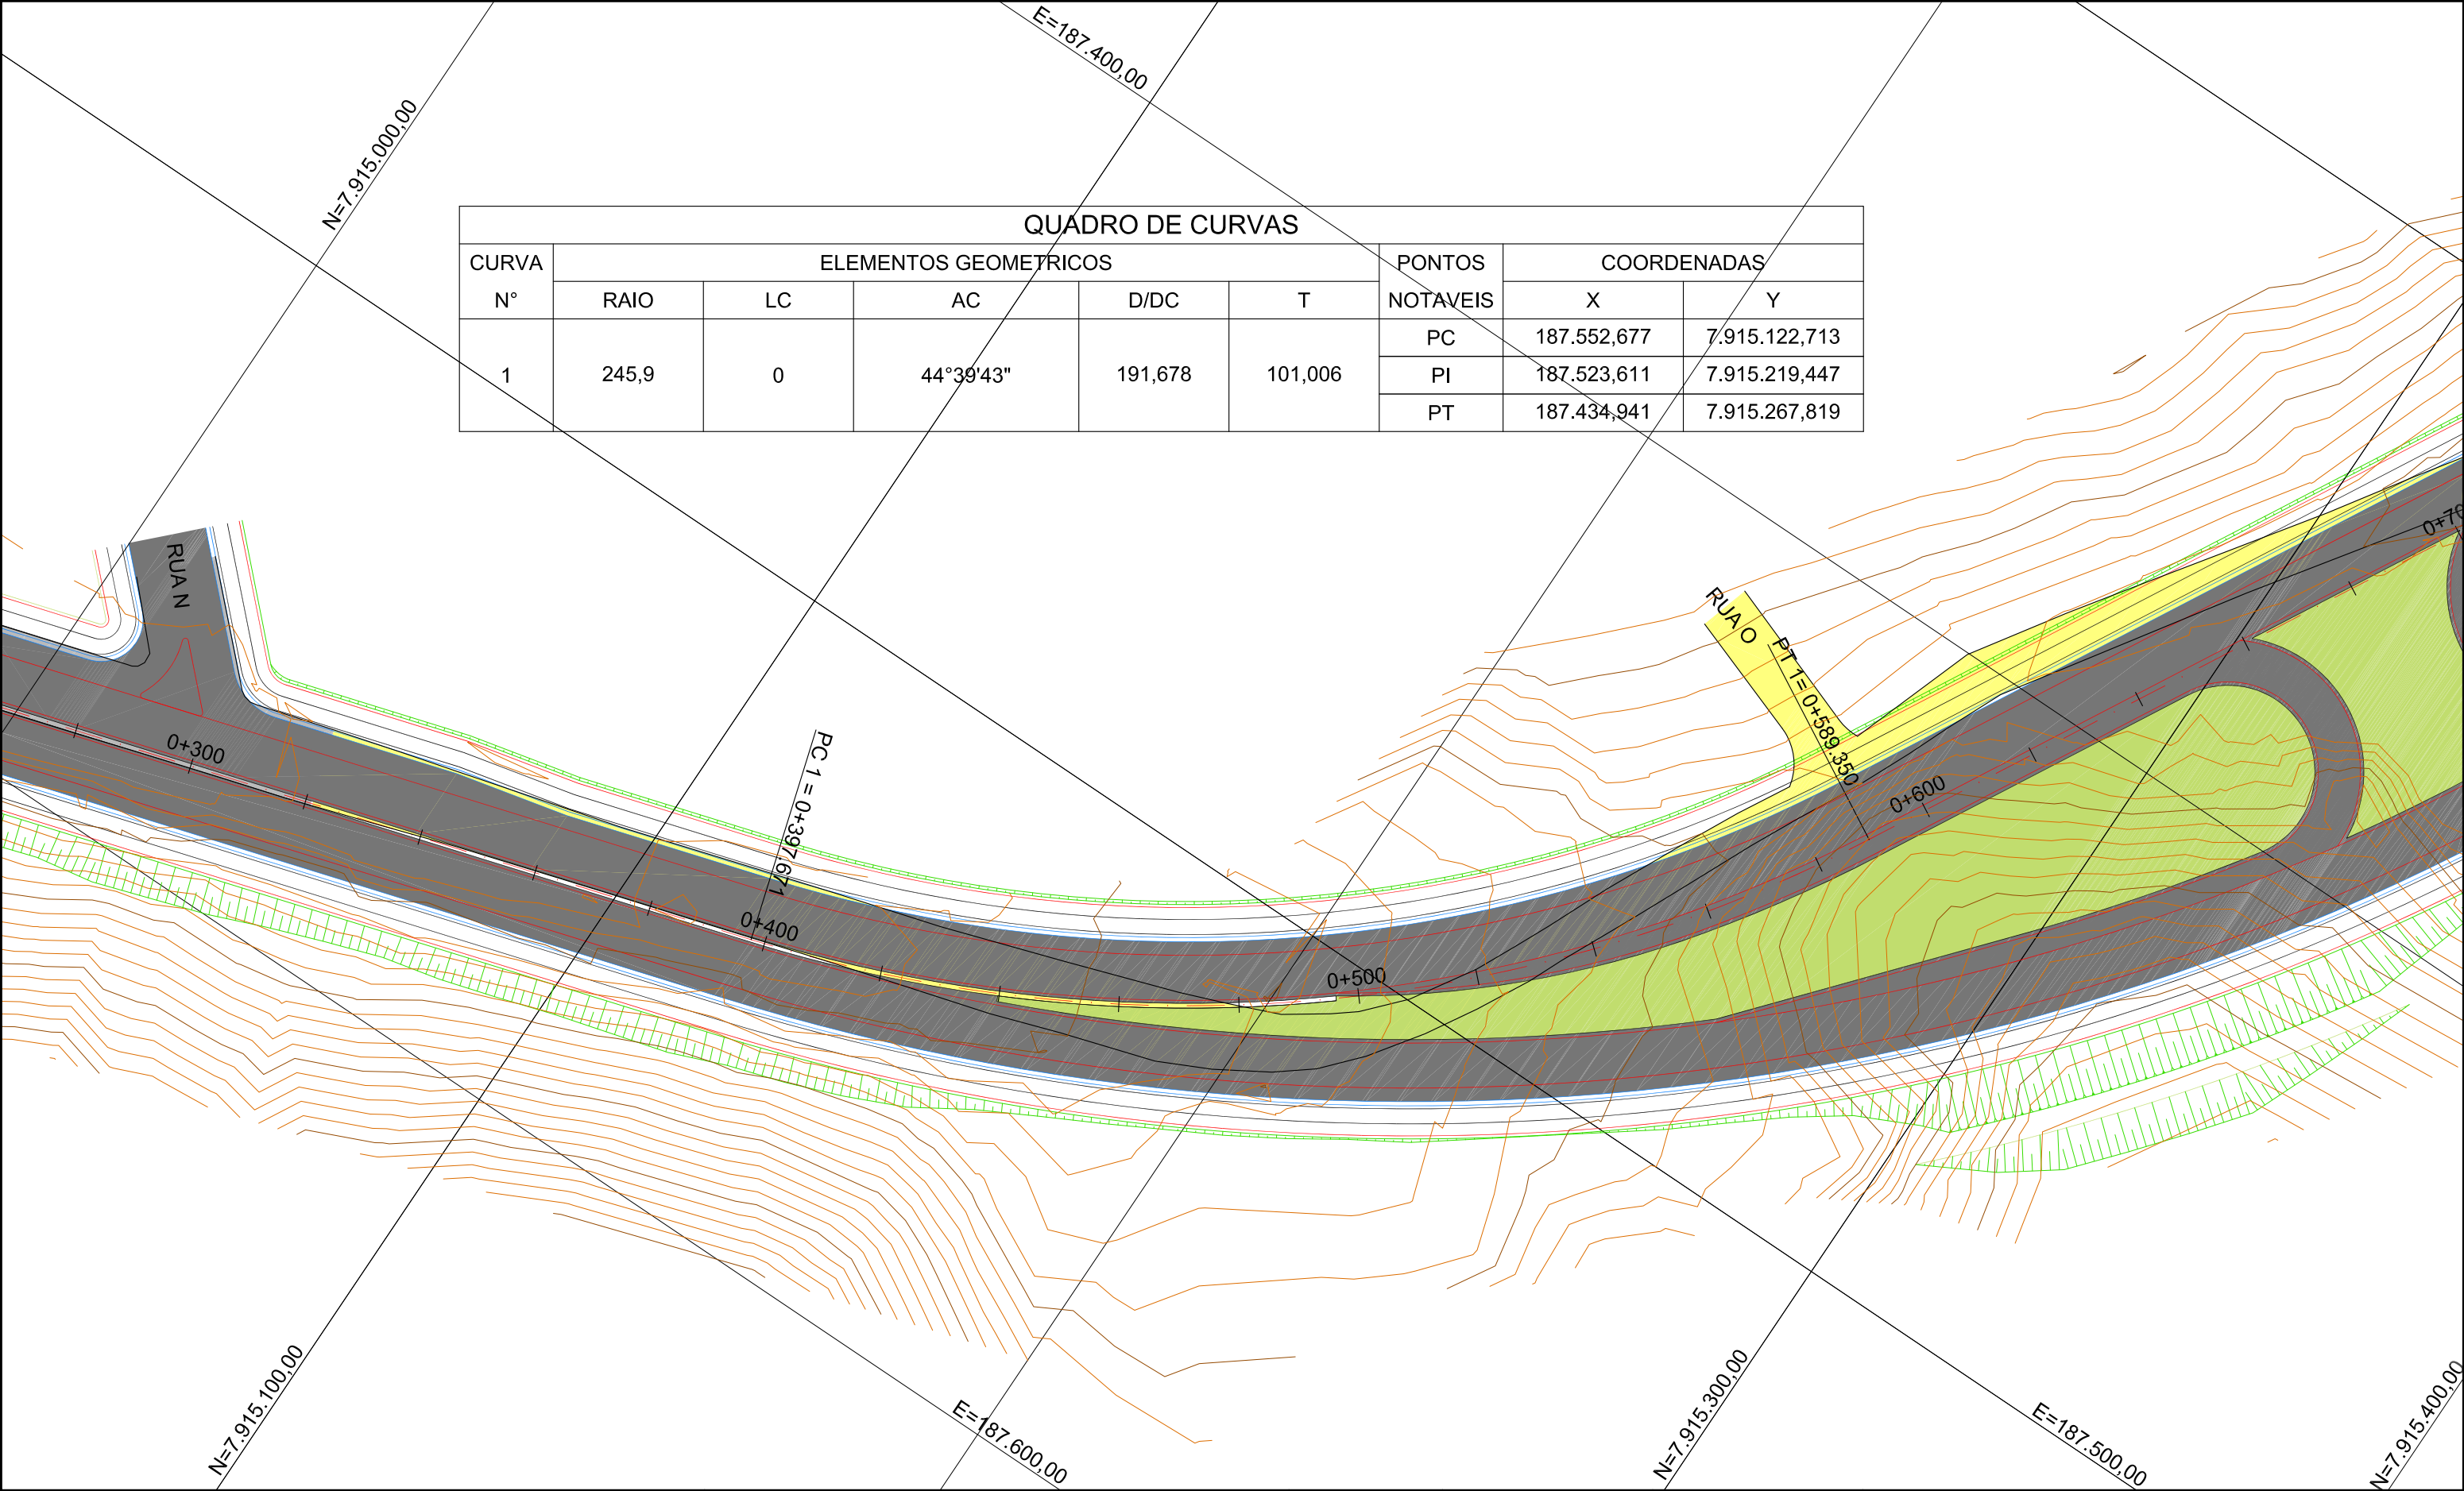 E=187.400,00
N=7.915.000,00
QUADRO DE CURVAS
CURVA N° ELEMENTOS GEOMETRICOS PONTOS NOTAVEIS COORDENADAS
RAIO LC AC D/DC T X Y
1 245,9 0 44°39'43" 191,678 101,006
PC 187.552,677 7.915.122,713
PI 187.523,611 7.915.219,447
PT 187.434,941 7.915.267,819
RUA N
RUA O
PT 1= 0+589.350
0+300
PC 1 = 0+397.671
0+400
0+500
0+600
N=7.915.100,00
E=187.600,00
N=7.915.300,00
E=187.500,00
N=7.915.400,00